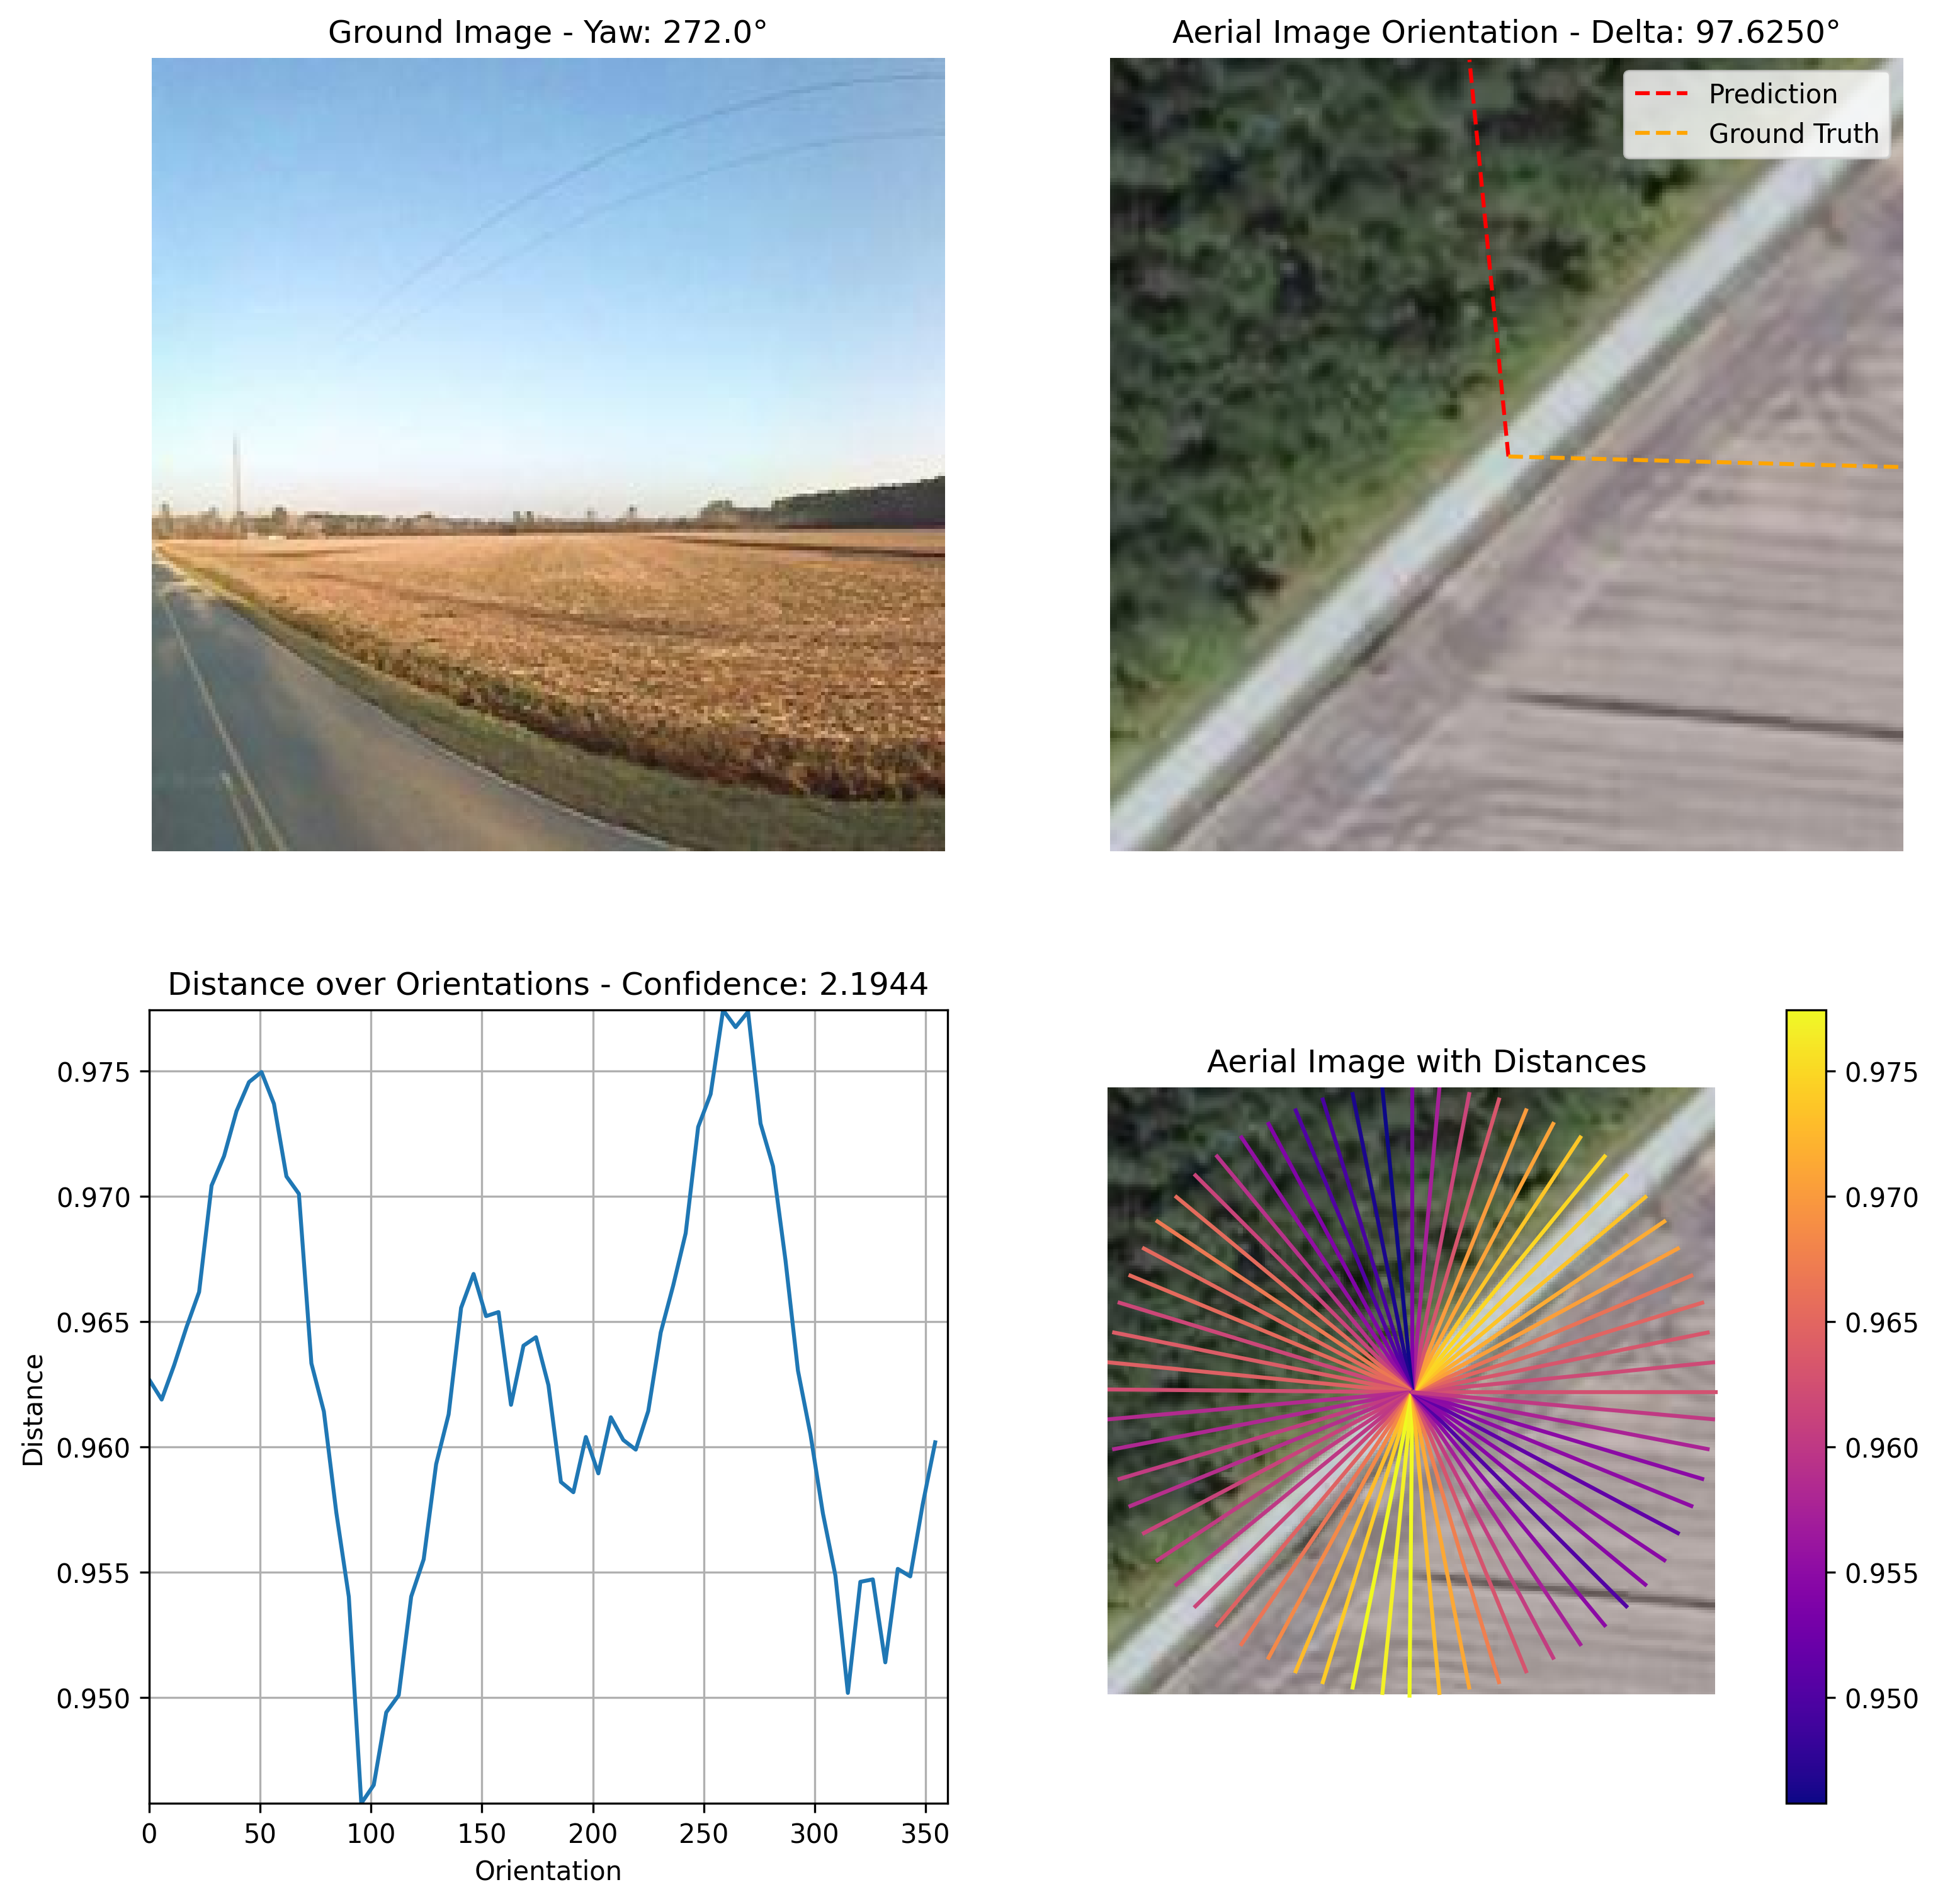 Ground Image - Yaw: 272.0°
Aerial Image Orientation - Delta: 97.6250°
Prediction
Ground Truth
Distance over Orientations - Confidence: 2.1944
0.975
0.970
0.965
0.960
0.955
0.950
Distance
0
50
100
150
200
250
300
350
Orientation
Aerial Image with Distances
0.975
0.970
0.965
0.960
0.955
0.950